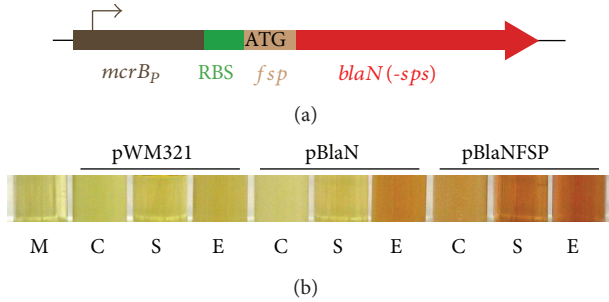 ATG
mcrBP RBS fsp blaN (-sps)
(a)
pWM321 pBlaN pBlaNFSP
M C S E C S E C S E
(b)